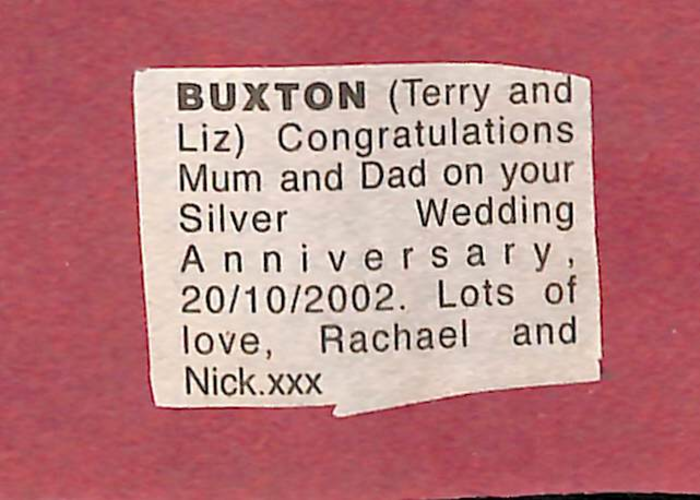 BUXTON (Terry and
Liz) Congratulations
Mum and Dad on your
Silver Wedding
Anniversary,
20/10/2002. Lots of
love, Rachael and
Nick.xxx